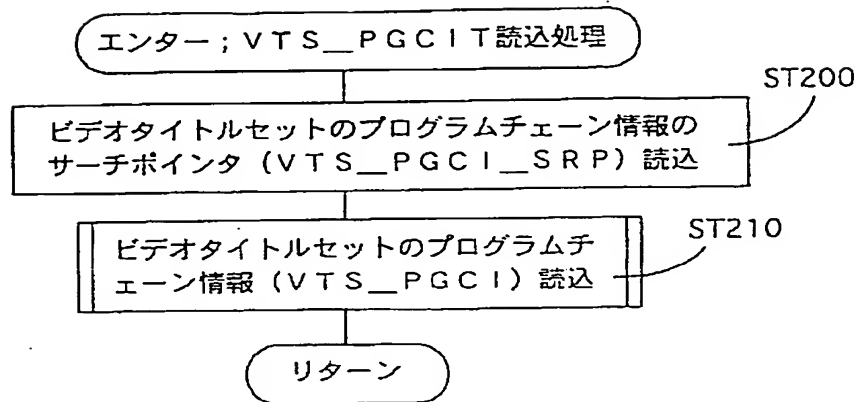 エンター；ＶＴＳ＿ＰＧＣＩＴ読込処理
ST200
ビデオタイトルセットのプログラムチェーン情報の
サーチポインタ（ＶＴＳ＿ＰＧＣＩ＿ＳＲＰ）読込
ST210
ビデオタイトルセットのプログラムチ
ェーン情報（ＶＴＳ＿ＰＧＣＩ）読込
リターン